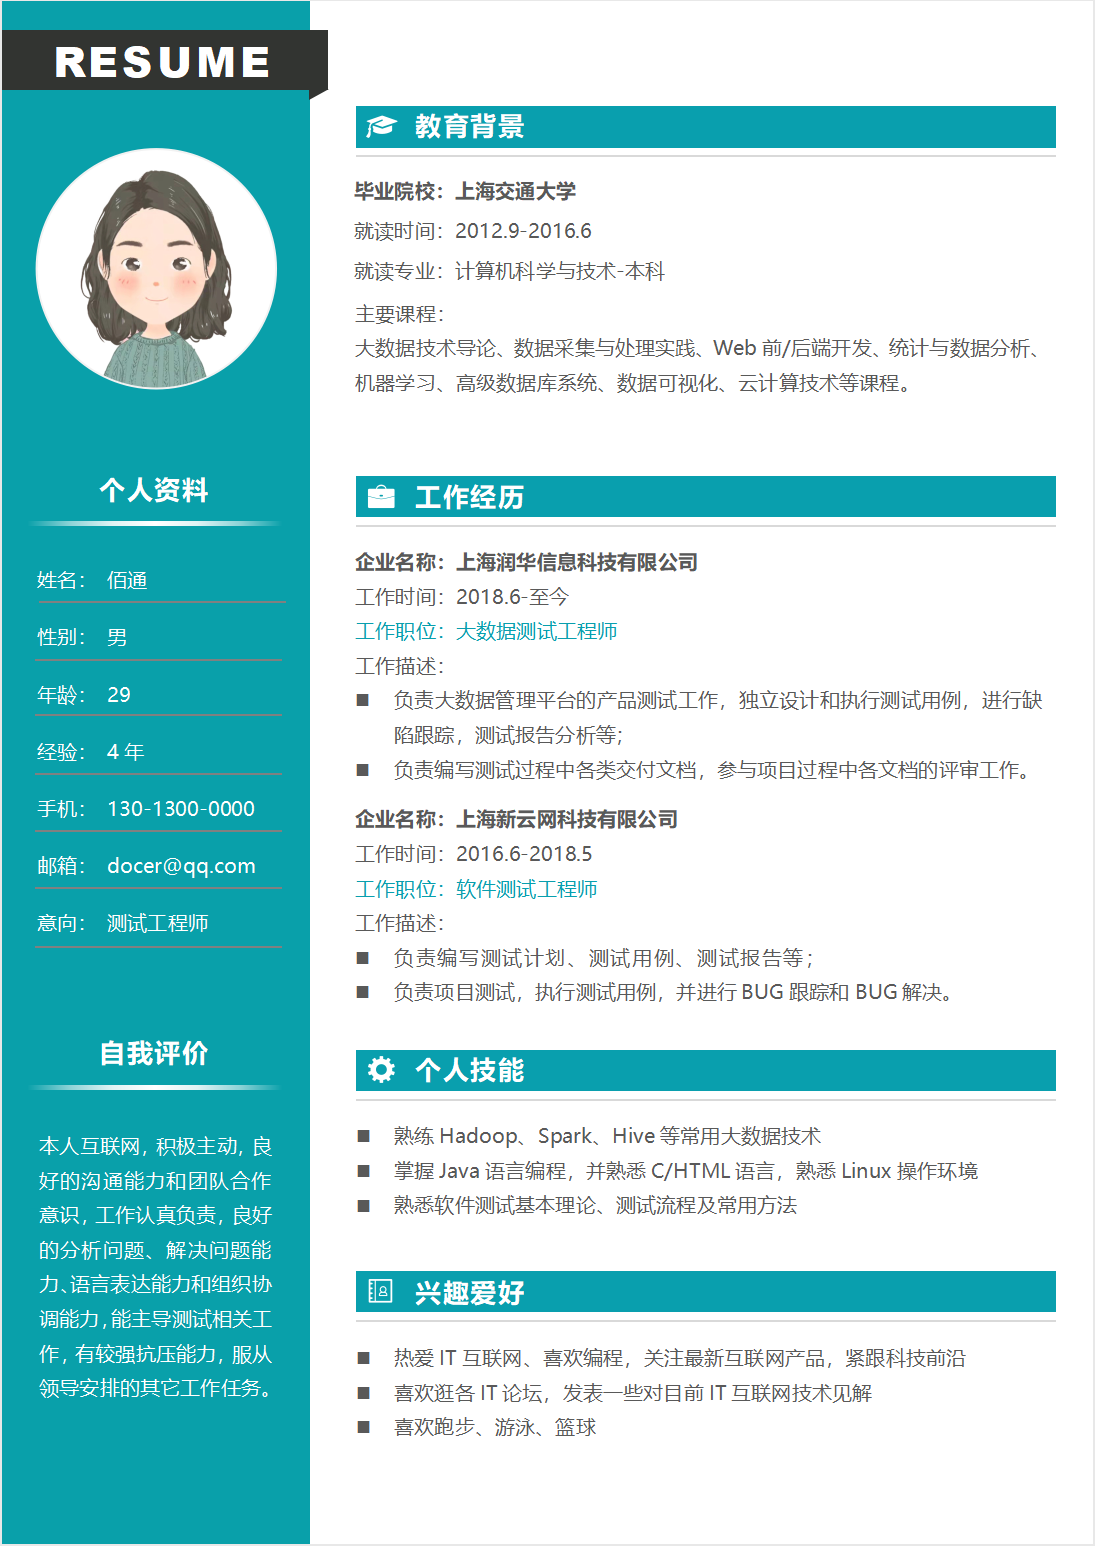 RESUME
个人资料
姓名： 佰通
性别： 男
年龄： 29
经验： 4 年
手机： 130-1300-0000
邮箱： docer@qq.com
意向： 测试工程师
自我评价
本人互联网，积极主动，良
好的沟通能力和团队合作
意识，工作认真负责，良好
的分析问题、解决问题能
力、语言表达能力和组织协
调能力，能主导测试相关工
作，有较强抗压能力，服从
领导安排的其它工作任务。
教育背景
毕业院校：上海交通大学
就读时间：2012.9-2016.6
就读专业：计算机科学与技术-本科
主要课程：
大数据技术导论、数据采集与处理实践、Web 前/后端开发、统计与数据分析、
机器学习、高级数据库系统、数据可视化、云计算技术等课程。
工作经历
企业名称：上海润华信息科技有限公司
工作时间：2018.6-至今
工作职位：大数据测试工程师
工作描述：
■ 负责大数据管理平台的产品测试工作，独立设计和执行测试用例，进行缺
陷跟踪，测试报告分析等；
■ 负责编写测试过程中各类交付文档，参与项目过程中各文档的评审工作。
企业名称：上海新云网科技有限公司
工作时间：2016.6-2018.5
工作职位：软件测试工程师
工作描述：
■ 负责编写测试计划、测试用例、测试报告等；
■ 负责项目测试，执行测试用例，并进行 BUG 跟踪和 BUG 解决。
个人技能
■ 熟练 Hadoop、Spark、Hive 等常用大数据技术
■ 掌握 Java 语言编程，并熟悉 C/HTML 语言，熟悉 Linux 操作环境
■ 熟悉软件测试基本理论、测试流程及常用方法
兴趣爱好
■ 热爱 IT 互联网、喜欢编程，关注最新互联网产品，紧跟科技前沿
■ 喜欢逛各 IT 论坛，发表一些对目前 IT 互联网技术见解
■ 喜欢跑步、游泳、篮球